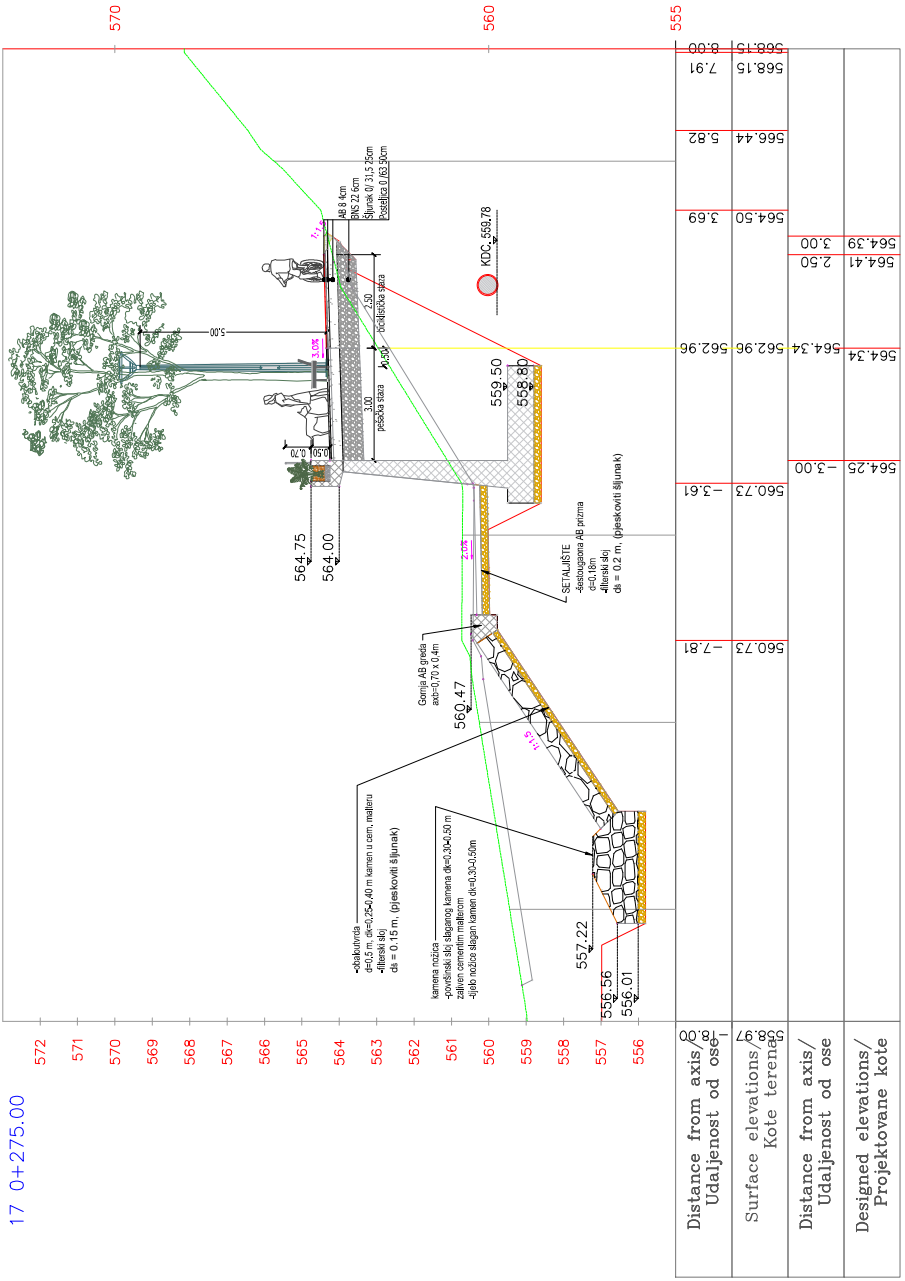 17 0+275.00
572
571
570
569
568
567
566
565
564
563
562
561
560
559
558
557
556
570
560
555
AB 8 4cm
BNS 22 6cm
Šljunak 0/ 31,5 25cm
Posteljica 0 /63 50cm
1:1.5
5.00
3.0%
0.70
0.50
3.00
pešačka staza
0.50
2.50
biciklistička staza
KDC, 559.78
564.75
564.00
559.50
558.80
2.0%
SETALJIŠTE
-šestougaona AB prizma
d=0.18m
-filterski sloj
ds = 0.2 m, (pjeskoviti šljunak)
Gornja AB greda
axb=0,70 x 0,4m
560.47
1:1,5
-obaloutvrda
d=0,5 m, dk=0,25-0,40 m kamen u cem, malteru
-filterski sloj
ds = 0.15 m, (pjeskoviti šljunak)
kamena nožica
-površinski sloj slaganog kamena dk=0.30-0.50 m
zaliven cementim malterom
-tijelo nožice slagan kamen dk=0.30-0.50m
557.22
556.56
556.01
Distance from axis/
Udaljenost od ose
-18.00
-7.81
-3.61
562.96
3.69
5.82
7.91
8.00
Surface elevations/
Kote terena
558.97
560.73
560.73
562.96
564.50
566.44
568.15
568.15
Distance from axis/
Udaljenost od ose
-3.00
564.34
2.50
3.00
Designed elevations/
Projektovane kote
564.25
564.34
564.41
564.39